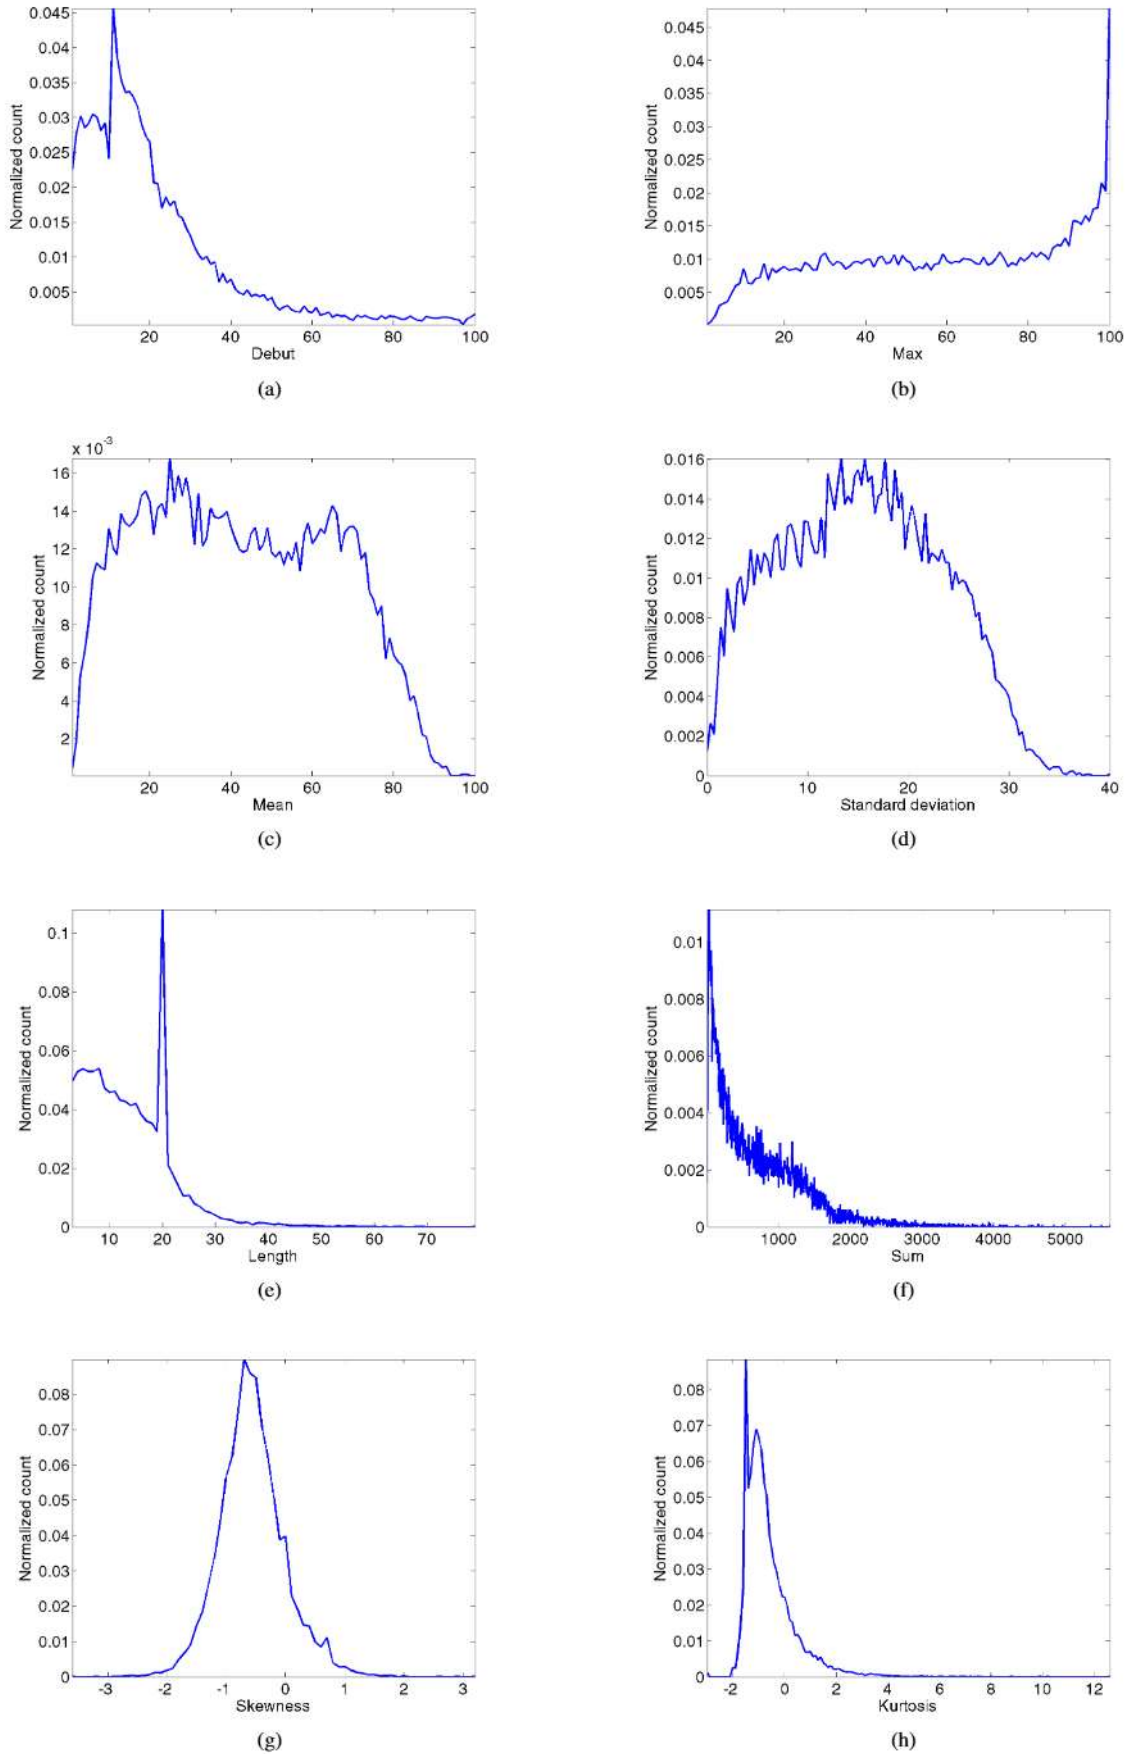 0.045
0.04
0.035
0.03
0.025
0.02
0.015
0.01
0.005
Normalized count
20 40 60 80 100
Debut
(a)
0.045
0.04
0.035
0.03
0.025
0.02
0.015
0.01
0.005
Normalized count
20 40 60 80 100
Max
(b)
x 10-3
16
14
12
10
8
6
4
2
Normalized count
20 40 60 80 100
Mean
(c)
0.016
0.014
0.012
0.01
0.008
0.006
0.004
0.002
0
Normalized count
0 10 20 30 40
Standard deviation
(d)
0.1
0.08
0.06
0.04
0.02
0
Normalized count
10 20 30 40 50 60 70
Length
(e)
0.01
0.008
0.006
0.004
0.002
0
Normalized count
1000 2000 3000 4000 5000
Sum
(f)
0.08
0.07
0.06
0.05
0.04
0.03
0.02
0.01
0
Normalized count
-3 -2 -1 0 1 2 3
Skewness
(g)
0.08
0.07
0.06
0.05
0.04
0.03
0.02
0.01
0
Normalized count
-2 0 2 4 6 8 10 12
Kurtosis
(h)